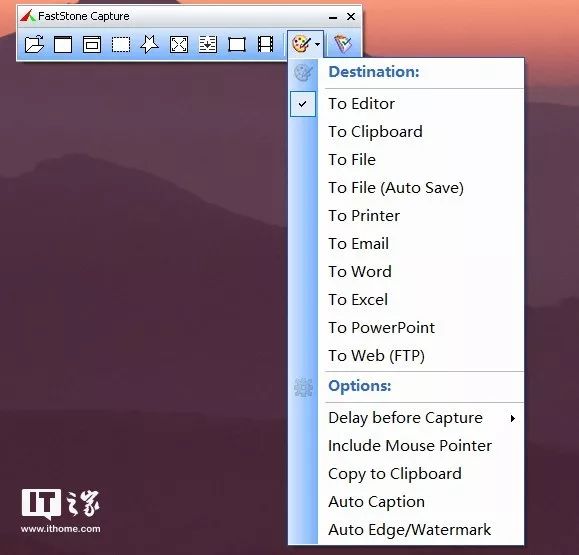 FastStone Capture
Destination:
To Editor
To Clipboard
To File
To File (Auto Save)
To Printer
To Email
To Word
To Excel
To PowerPoint
To Web (FTP)
Options:
Delay before Capture
Include Mouse Pointer
Copy to Clipboard
Auto Caption
Auto Edge/Watermark
IT之家
www.ithome.com